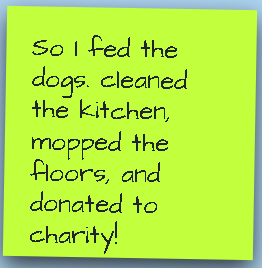 So I fed the
dogs. cleaned
the kitchen,
mopped the
floors, and
donated to
charity!